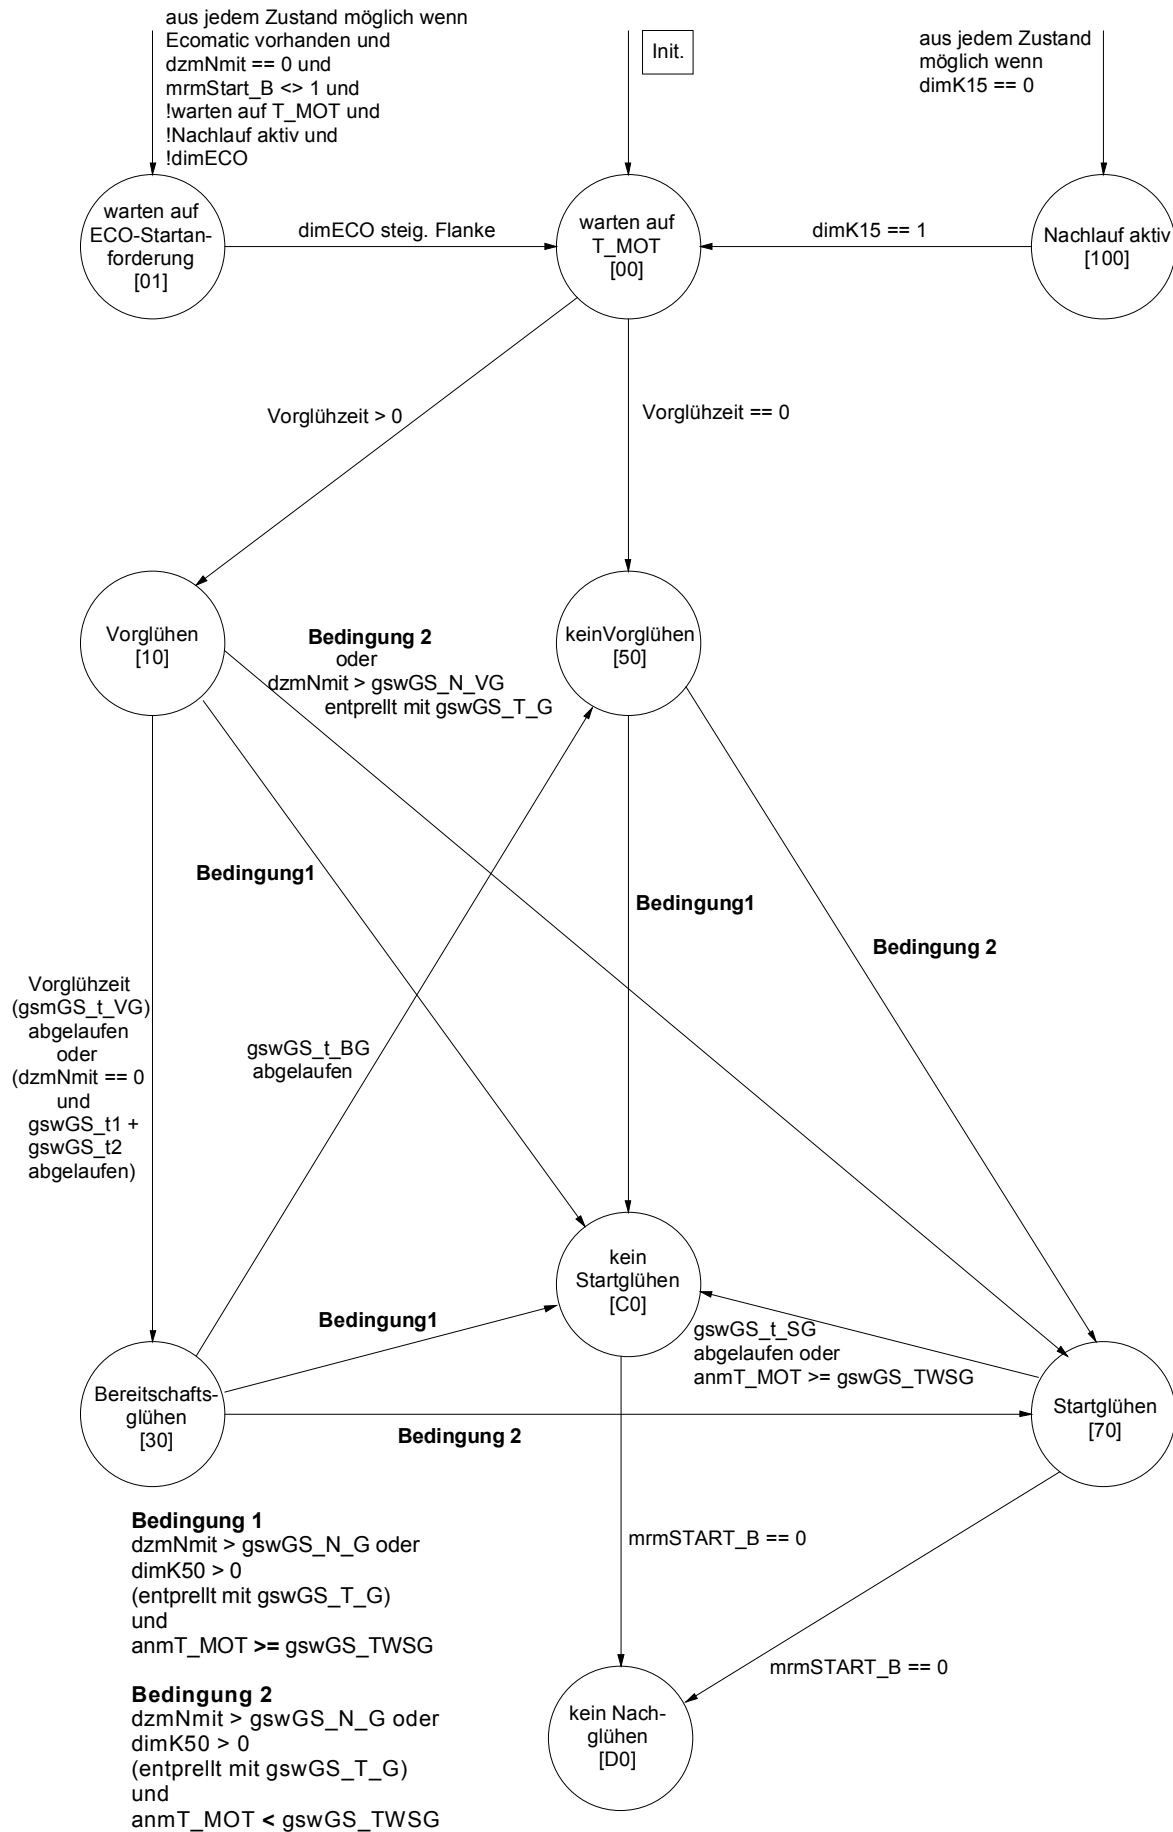 aus jedem Zustand möglich wenn
Ecomatic vorhanden und
dzmNmit == 0 und
mrmStart_B <> 1 und
!warten auf T_MOT und
!Nachlauf aktiv und
!dimECO
Init.
aus jedem Zustand
möglich wenn
dimK15 == 0
warten auf
ECO-Startan-
forderung
[01]
dimECO steig. Flanke
warten auf
T_MOT
[00]
dimK15 == 1
Nachlauf aktiv
[100]
Vorglühzeit > 0
Vorglühzeit == 0
Vorglühen
[10]
Bedingung 2
oder
dzmNmit > gswGS_N_VG
entprellt mit gswGS_T_G
keinVorglühen
[50]
Bedingung1
Bedingung1
Bedingung 2
Vorglühzeit
(gsmGS_t_VG)
abgelaufen
oder
(dzmNmit == 0
und
gswGS_t1 +
gswGS_t2
abgelaufen)
gswGS_t_BG
abgelaufen
kein
Startglühen
[C0]
Bedingung1
gswGS_t_SG
abgelaufen oder
anmT_MOT >= gswGS_TWSG
Bereitschafts-
glühen
[30]
Bedingung 2
Startglühen
[70]
Bedingung 1
dzmNmit > gswGS_N_G oder
dimK50 > 0
(entprellt mit gswGS_T_G)
und
anmT_MOT >= gswGS_TWSG
mrmSTART_B == 0
mrmSTART_B == 0
Bedingung 2
dzmNmit > gswGS_N_G oder
dimK50 > 0
(entprellt mit gswGS_T_G)
und
anmT_MOT < gswGS_TWSG
kein Nach-
glühen
[D0]